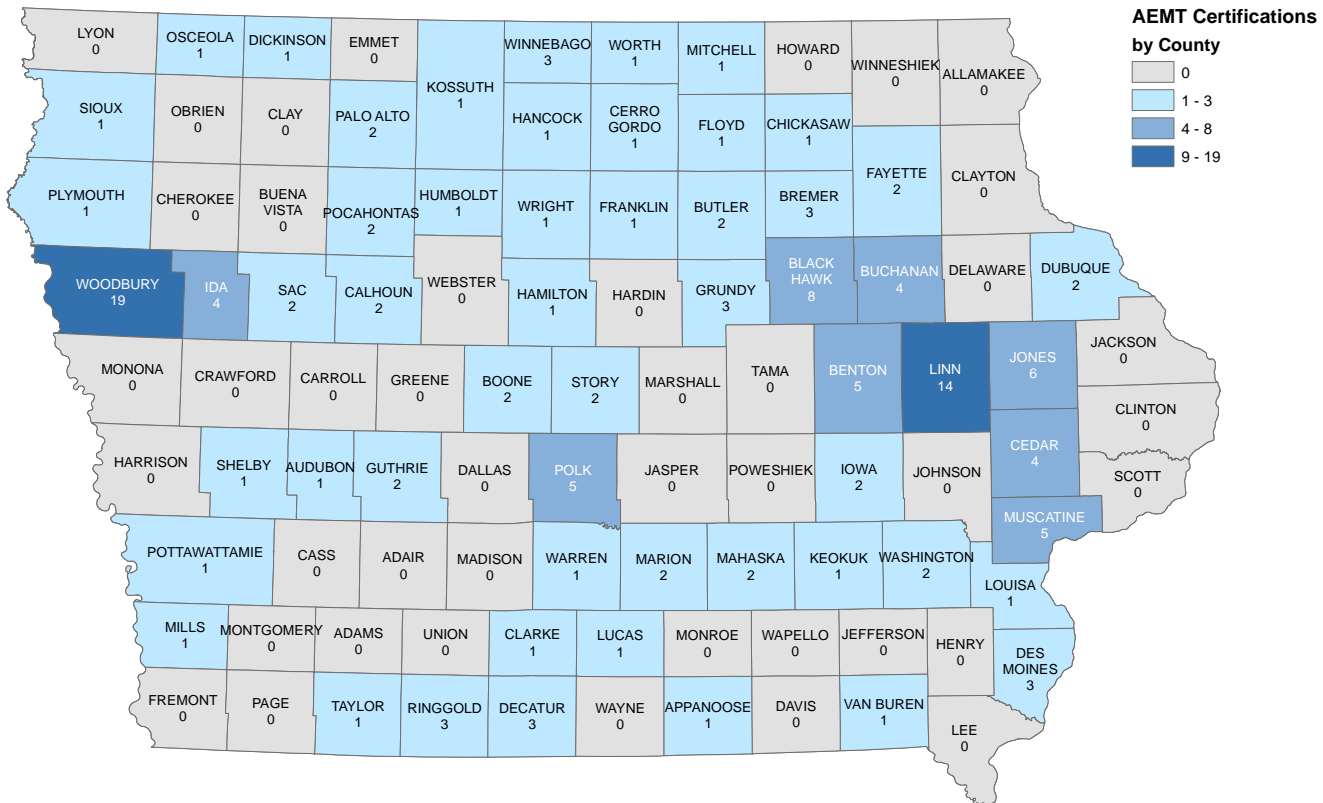 AEMT Certifications
by County
0
1 - 3
4 - 8
9 - 19
LYON
0
OSCEOLA
1
DICKINSON
1
EMMET
0
KOSSUTH
1
WINNEBAGO
3
WORTH
1
MITCHELL
1
HOWARD
0
WINNESHIEK
0
ALLAMAKEE
0
SIOUX
1
OBRIEN
0
CLAY
0
PALO ALTO
2
HANCOCK
1
CERRO
GORDO
1
FLOYD
1
CHICKASAW
1
FAYETTE
2
CLAYTON
0
PLYMOUTH
1
CHEROKEE
0
BUENA
VISTA
0
POCAHONTAS
2
HUMBOLDT
1
WRIGHT
1
FRANKLIN
1
BUTLER
2
BREMER
3
WOODBURY
19
IDA
4
SAC
2
CALHOUN
2
WEBSTER
0
HAMILTON
1
HARDIN
0
GRUNDY
3
BLACK
HAWK
8
BUCHANAN
4
DELAWARE
0
DUBUQUE
2
MONONA
0
CRAWFORD
0
CARROLL
0
GREENE
0
BOONE
2
STORY
2
MARSHALL
0
TAMA
0
BENTON
5
LINN
14
JONES
6
JACKSON
0
CLINTON
0
HARRISON
0
SHELBY
1
AUDUBON
1
GUTHRIE
2
DALLAS
0
POLK
5
JASPER
0
POWESHIEK
0
IOWA
2
JOHNSON
0
CEDAR
4
SCOTT
0
MUSCATINE
5
POTTAWATTAMIE
1
CASS
0
ADAIR
0
MADISON
0
WARREN
1
MARION
2
MAHASKA
2
KEOKUK
1
WASHINGTON
2
LOUISA
1
MILLS
1
MONTGOMERY
0
ADAMS
0
UNION
0
CLARKE
1
LUCAS
1
MONROE
0
WAPELLO
0
JEFFERSON
0
HENRY
0
DES
MOINES
3
FREMONT
0
PAGE
0
TAYLOR
1
RINGGOLD
3
DECATUR
3
WAYNE
0
APPANOOSE
1
DAVIS
0
VAN BUREN
1
LEE
0